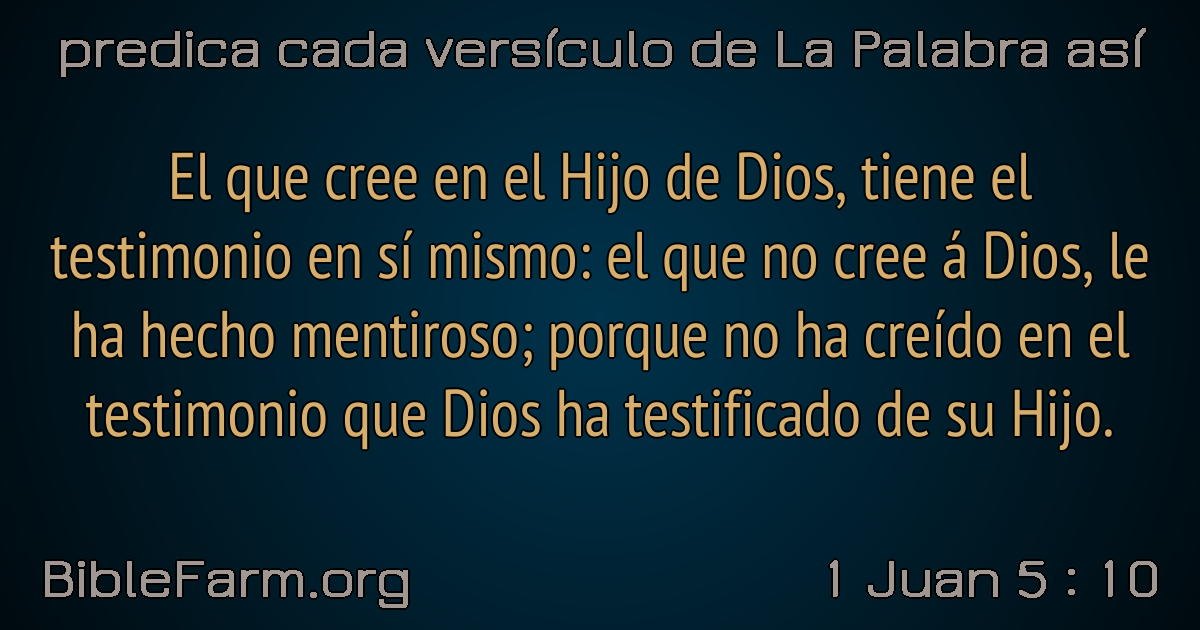 predica cada versículo de La Palabra así
El que cree en el Hijo de Dios, tiene el
testimonio en sí mismo: el que no cree á Dios, le
ha hecho mentiroso; porque no ha creído en el
testimonio que Dios ha testificado de su Hijo.
BibleFarm.org
1 Juan 5 : 10